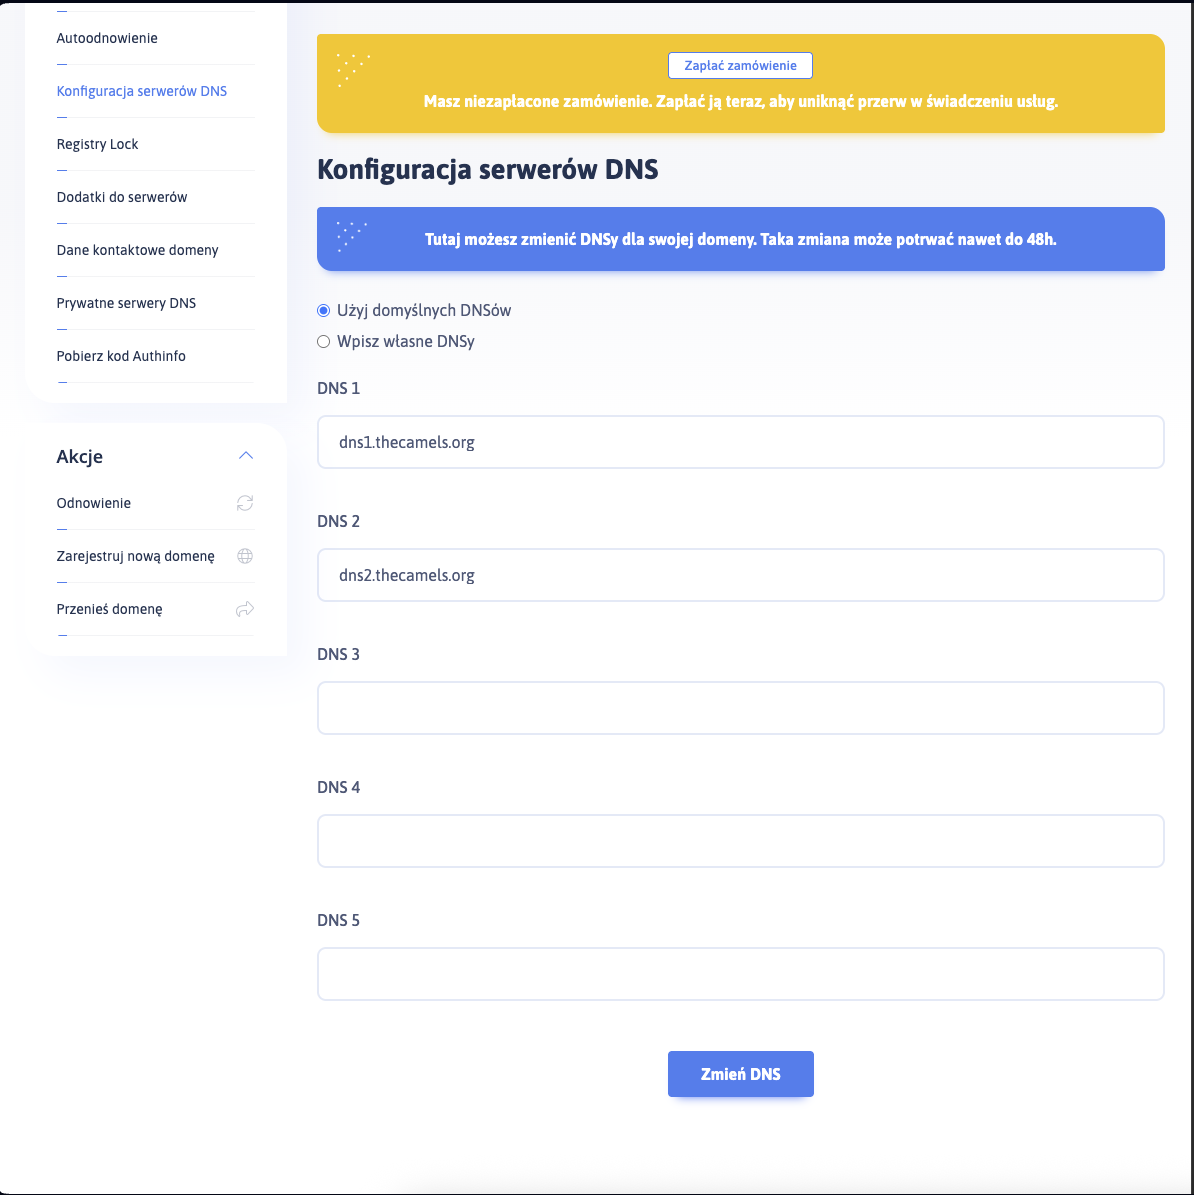 Autoodnowienie
Konfiguracja serwerów DNS
Registry Lock
Dodatki do serwerów
Dane kontaktowe domeny
Prywatne serwery DNS
Pobierz kod Authinfo
Akcje
Odnowienie
Zarejestruj nową domenę
Przenieś domenę
Zapłać zamówienie
Masz niezapłacone zamówienie. Zapłać ją teraz, aby uniknąć przerw w świadczeniu usług.
Konfiguracja serwerów DNS
Tutaj możesz zmienić DNSy dla swojej domeny. Taka zmiana może potrwać nawet do 48h.
Użyj domyślnych DNSów
Wpisz własne DNSy
DNS 1
dns1.thecamels.org
DNS 2
dns2.thecamels.org
DNS 3
DNS 4
DNS 5
Zmień DNS